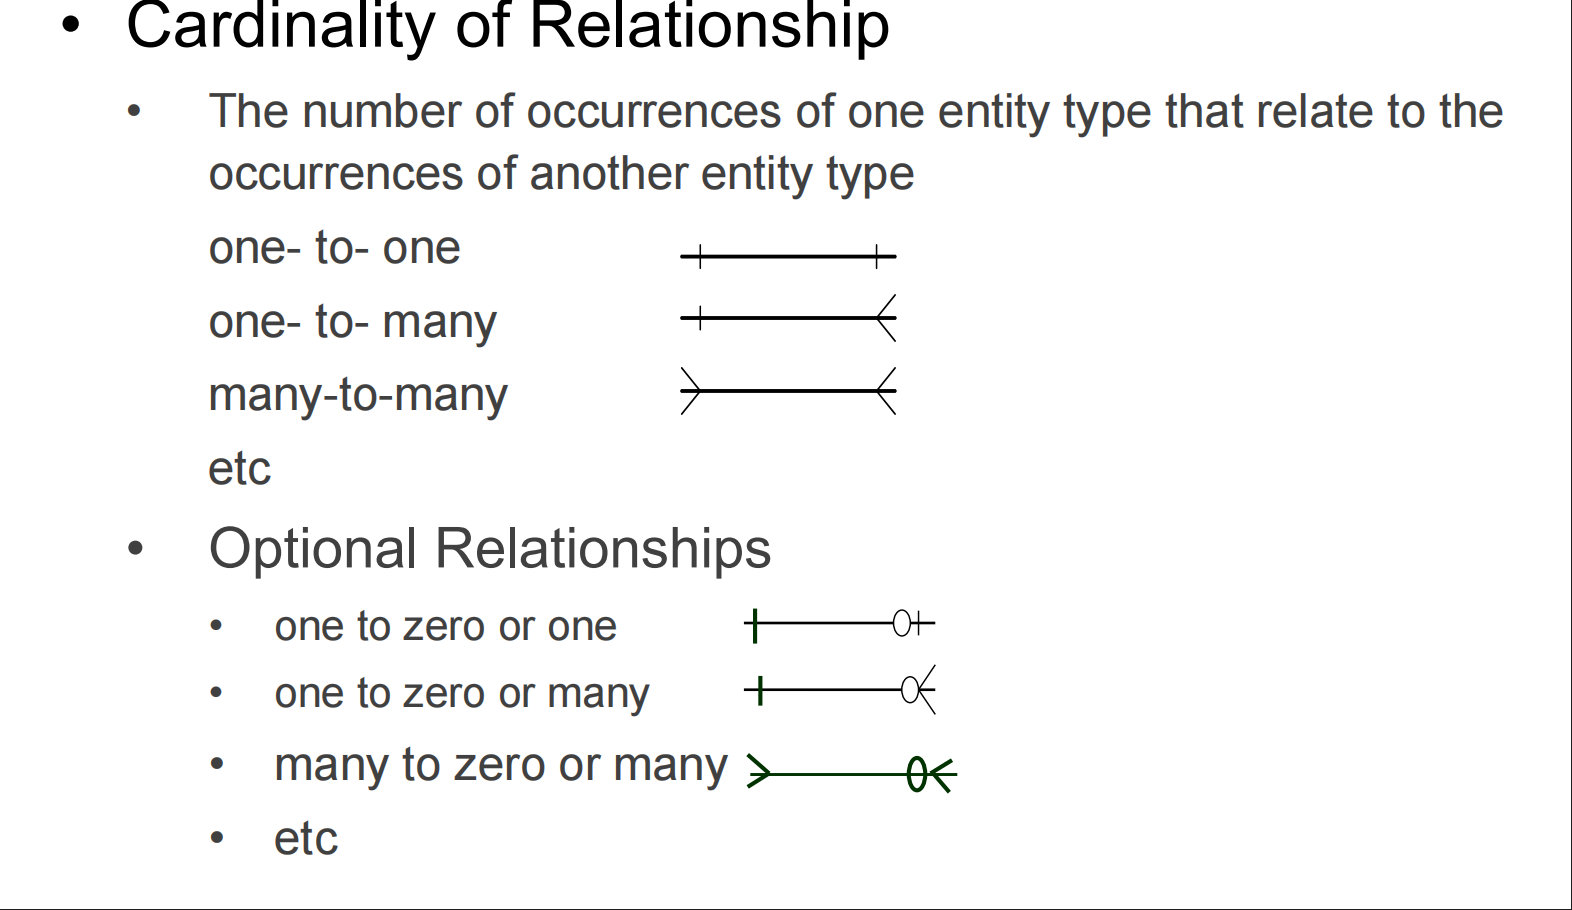 • Cardinality of Relationship
• The number of occurrences of one entity type that relate to the
occurrences of another entity type
one- to- one
one- to- many
many-to-many
etc
• Optional Relationships
• one to zero or one
• one to zero or many
• many to zero or many
• etc